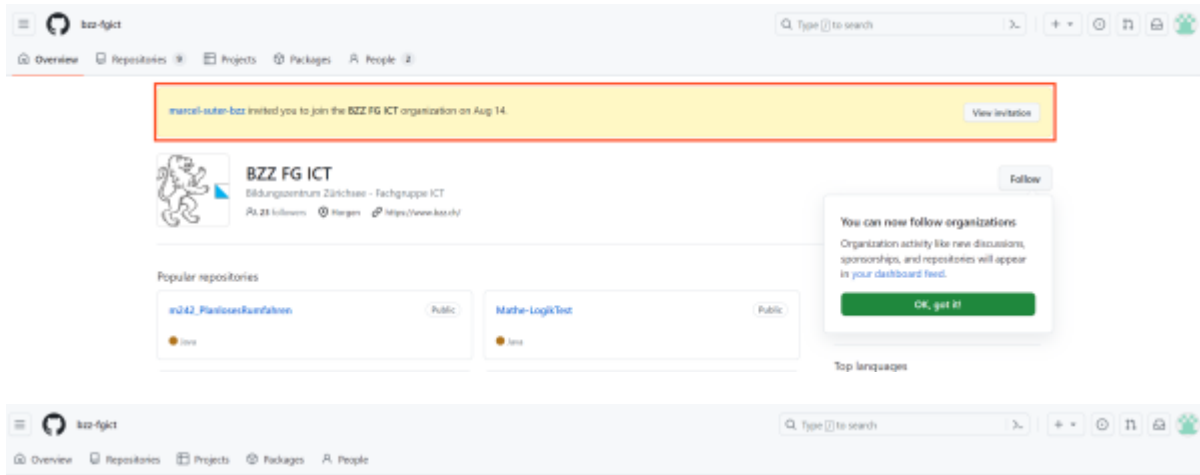 bzz-fgict
Type / to search
Overview Repositories 9 Projects Packages People 2
marcel-suter-bzz invited you to join the BZZ FG ICT organization on Aug 14.
View invitation
BZZ FG ICT
Follow
Bildungszentrum Zürichsee - Fachgruppe ICT
23 followers Horgen https://www.bzz.ch/
You can now follow organizations
Organization activity like new discussions,
sponsorships, and repositories will appear
in your dashboard feed.
OK, got it!
Popular repositories
m242_PlanlosesRumfahren Public
Java
Mathe-LogikTest Public
Java
Top languages
bzz-fgict
Type / to search
Overview Repositories Projects Packages People